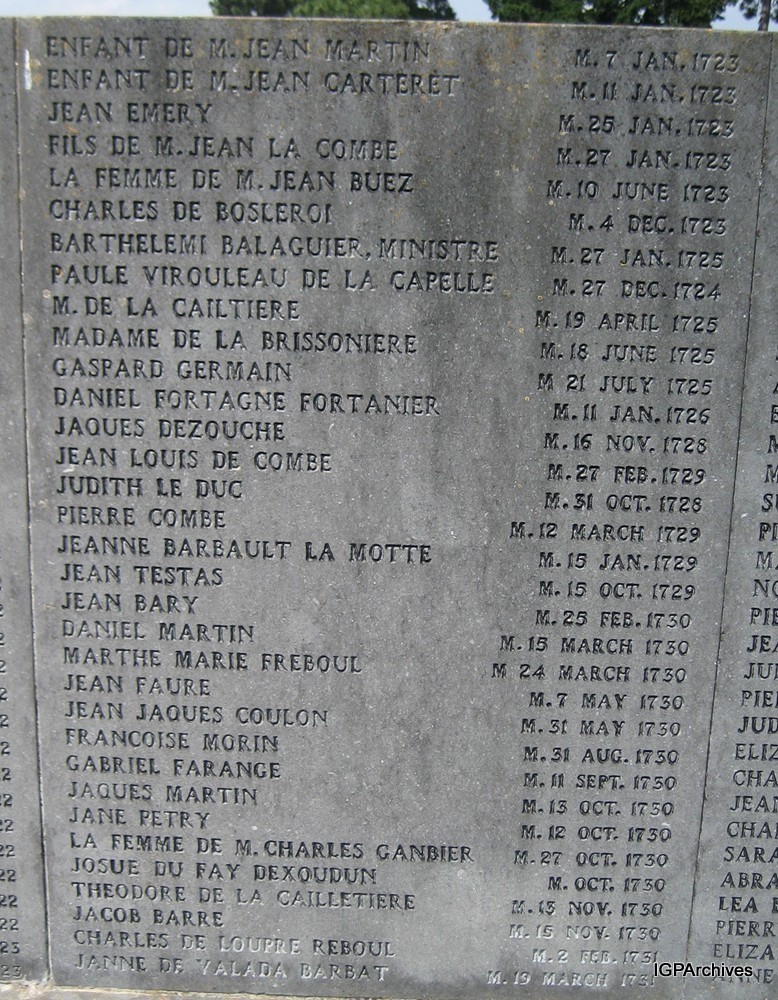 ENFANT DE M. JEAN MARTIN M. 7 JAN. 1723
ENFANT DE M. JEAN CARTERET M. 11 JAN. 1723
JEAN EMERY M. 25 JAN. 1723
FILS DE M. JEAN LA COMBE M. 27 JAN. 1723
LA FEMME DE M. JEAN BUEZ M. 10 JUNE 1723
CHARLES DE BOSLEROI M. 4 DEC. 1723
BARTHELEMI BALAGUIER, MINISTRE M. 27 JAN. 1725
PAULE VIROULEAU DE LA CAPELLE M. 27 DEC. 1724
M. DE LA CAILTIERE M. 19 APRIL 1725
MADAME DE LA BRISSONIERE M. 18 JUNE 1725
GASPARD GERMAIN M 21 JULY 1725
DANIEL FORTAGNE FORTANIER M. 11 JAN. 1726
JAQUES DEZOUCHE M. 16 NOV. 1728
JEAN LOUIS DE COMBE M. 27 FEB. 1729
JUDITH LE DUC M. 31 OCT. 1728
PIERRE COMBE M. 12 MARCH 1729
JEANNE BARBAULT LA MOTTE M. 15 JAN. 1729
JEAN TESTAS M. 15 OCT. 1729
JEAN BARY M. 25 FEB. 1730
DANIEL MARTIN M. 15 MARCH 1730
MARTHE MARIE FREBOUL M 24 MARCH 1730
JEAN FAURE M. 7 MAY 1730
JEAN JAQUES COULON M. 31 MAY 1730
FRANCOISE MORIN M. 31 AUG. 1730
GABRIEL FARANGE M. 11 SEPT. 1730
JAQUES MARTIN M. 13 OCT. 1730
JANE PETRY M. 12 OCT. 1730
LA FEMME DE M. CHARLES GANBIER M. 27 OCT. 1730
JOSUE DU FAY DEXOUDUN M. OCT. 1730
THEODORE DE LA CAILLETIERE M. 13 NOV. 1730
JACOB BARRE M. 15 NOV. 1730
CHARLES DE LOUPRE REBOUL M. 2 FEB. 1731
JANNE DE VALADA BARBAT M. 19 MARCH 1731
IGPArchives